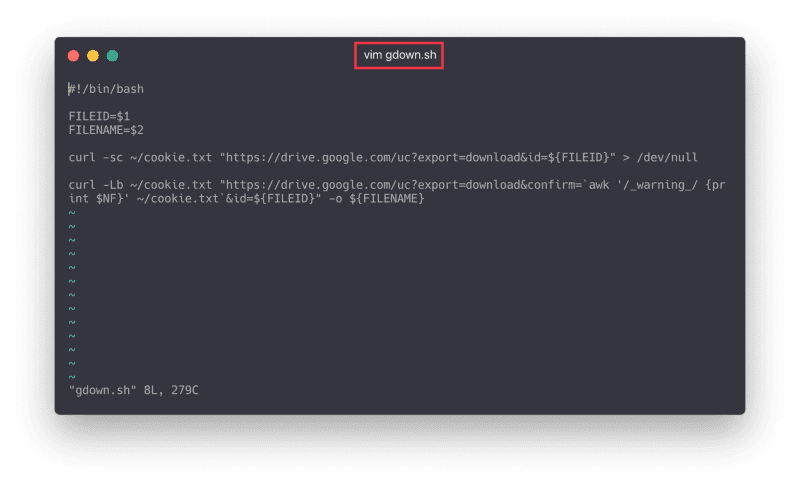 vim gdown.sh
#!/bin/bash
FILEID=$1
FILENAME=$2
curl -sc ~/cookie.txt "https://drive.google.com/uc?export=download&id=${FILEID}" > /dev/null
curl -Lb ~/cookie.txt "https://drive.google.com/uc?export=download&confirm=`awk '/_warning_/ {pr
int $NF}' ~/cookie.txt`&id=${FILEID}" -o ${FILENAME}
~
~
~
~
~
~
~
~
~
~
~
~
~
"gdown.sh" 8L, 279C